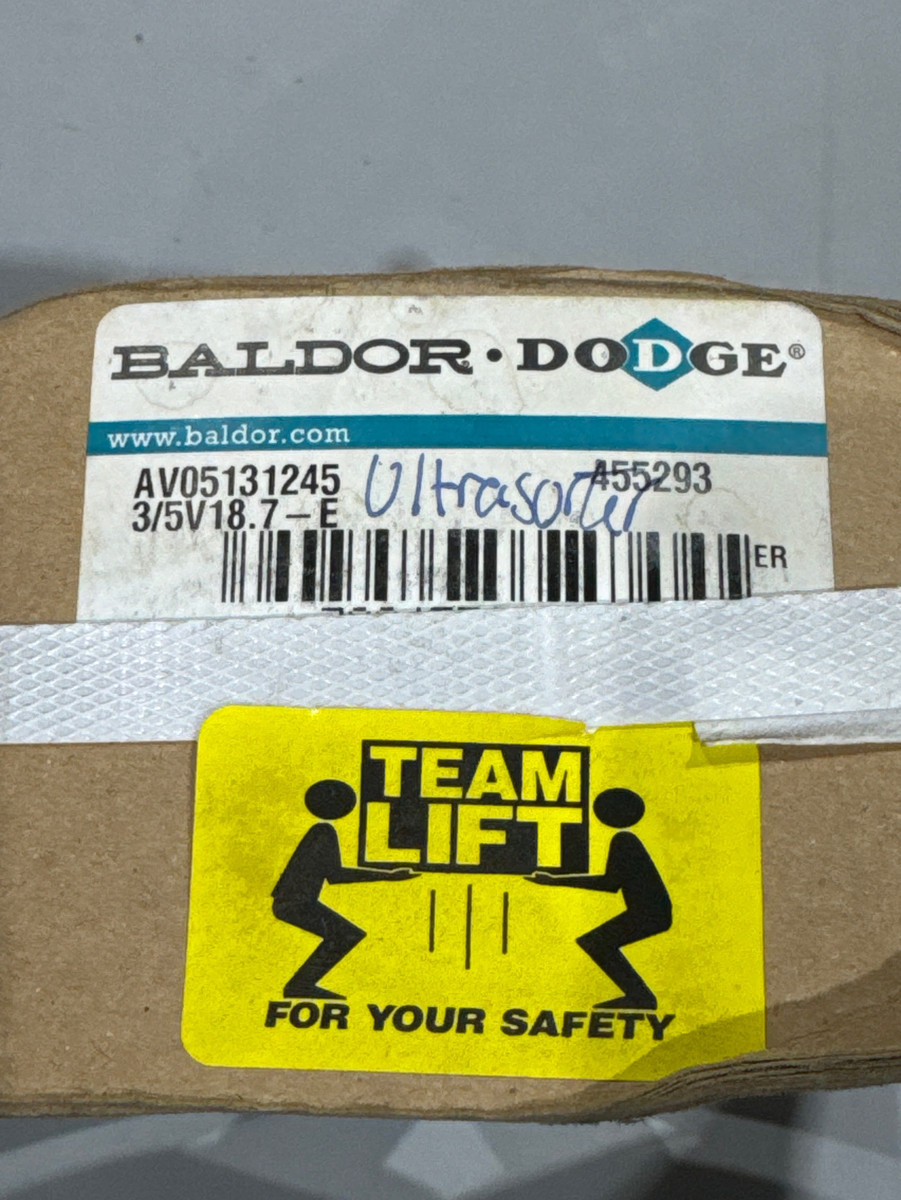 BALDOR • DODGE®
www.baldor.com
AV05131245 Ultrasorter 455293
3/5V18.7-E
ER
TEAM
LIFT
FOR YOUR SAFETY